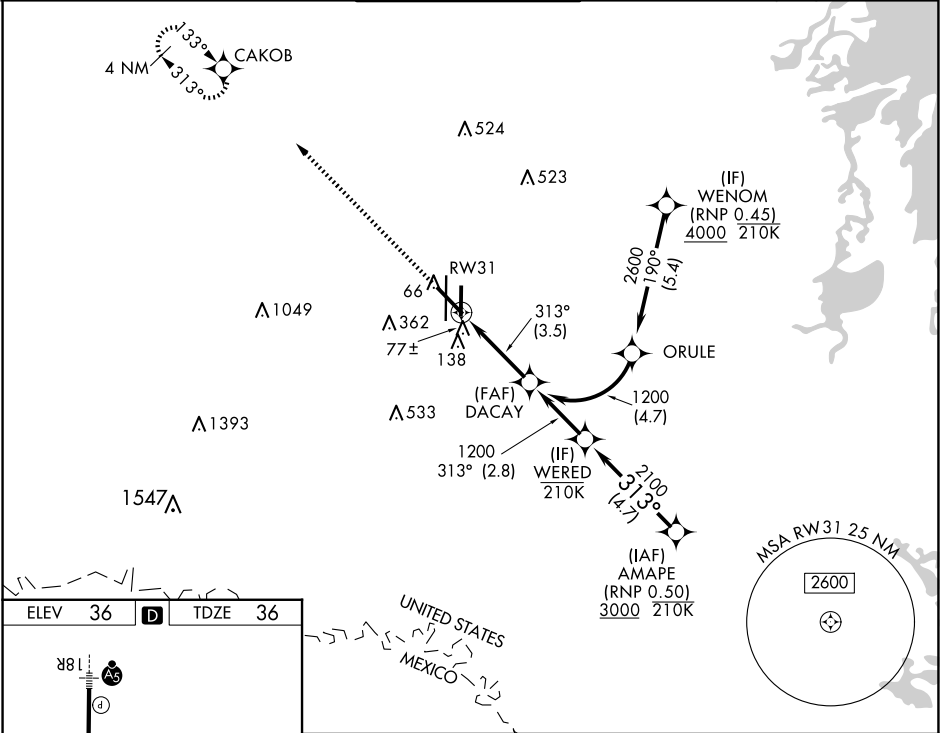 133°
CAKOB
4 NM
313°
524
523
(IF)
WENOM
(RNP 0.45)
4000 210K
2600
190°
(5.4)
RW31
66
1049
362
77±
138
313°
(3.5)
ORULE
(FAF)
DACAY
1200
(4.7)
533
1393
1200
313° (2.8)
(IF)
WERED
210K
2100
313°
(4.7)
1547
(IAF)
AMAPE
(RNP 0.50)
3000 210K
MSA RW31 25 NM
2600
UNITED STATES
MEXICO
ELEV 36 D TDZE 36
18R
A5
P